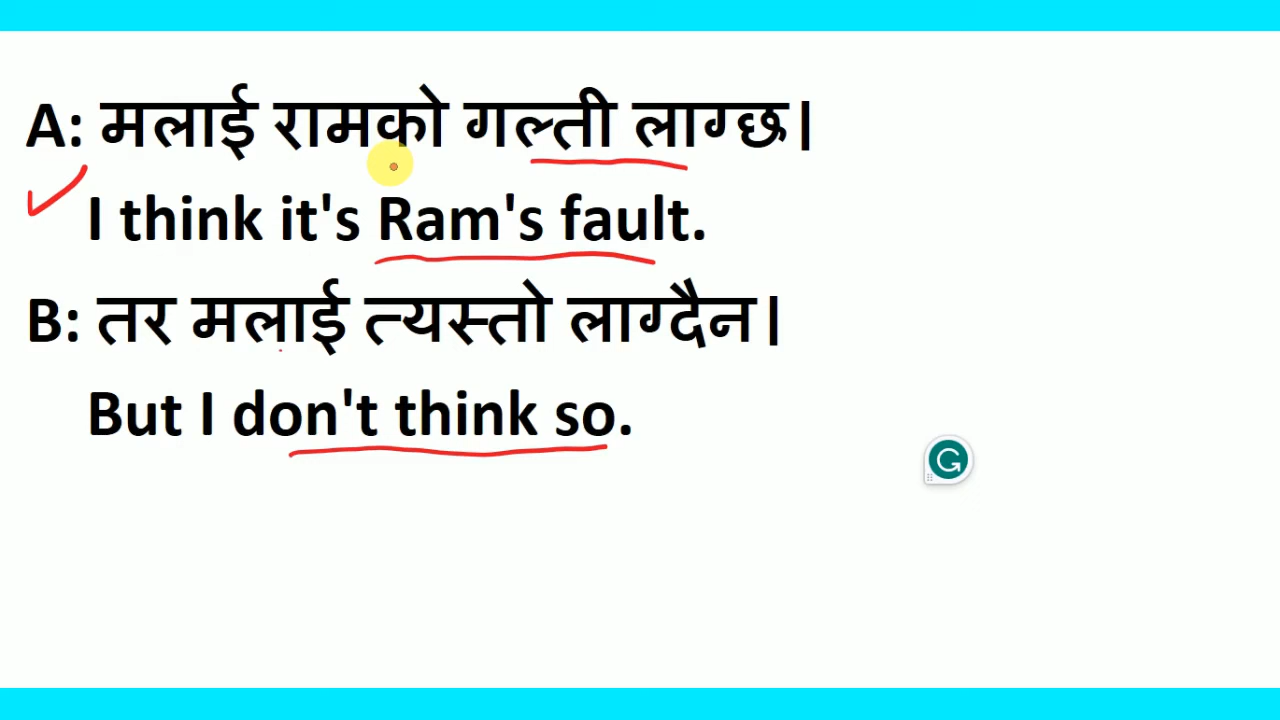 A: मलाई रामको गल्ती लाग्छ।
I think it's Ram's fault.
B: तर मलाई त्यस्तो लाग्दैन।
But I don't think so.